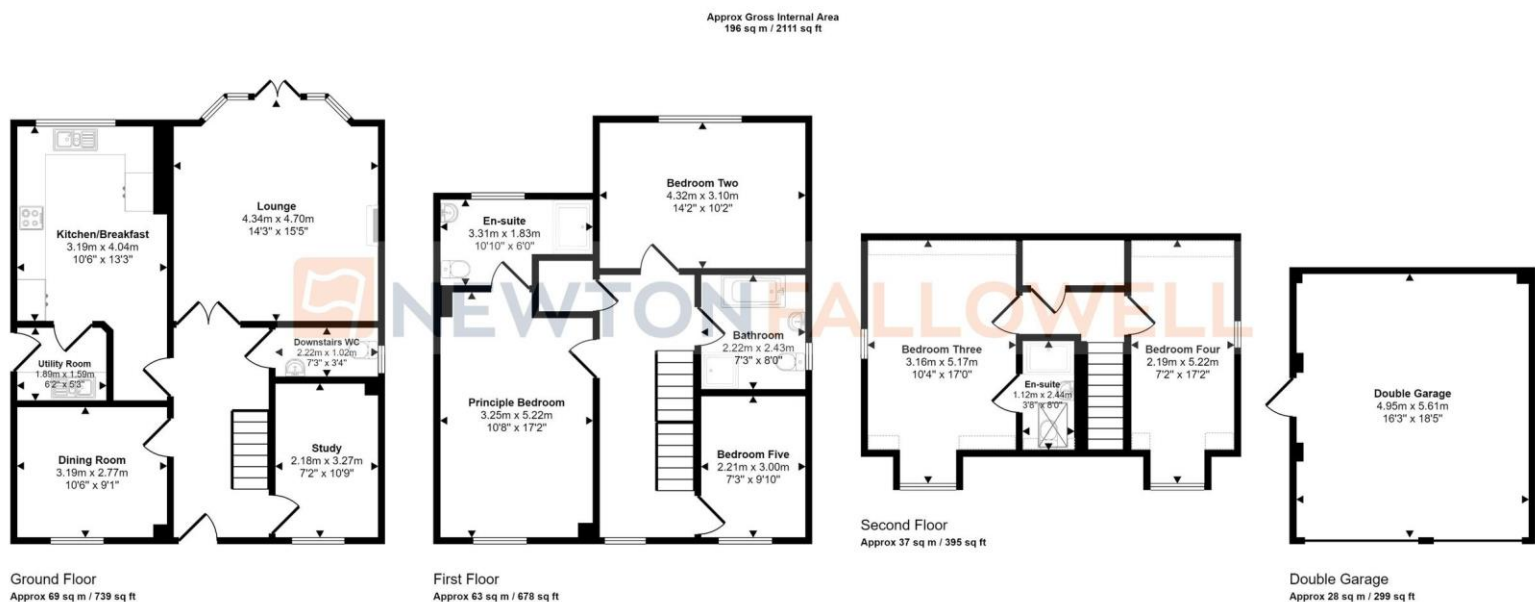 Approx Gross Internal Area
196 sq m / 2111 sq ft
Kitchen/Breakfast
3.19m x 4.04m
10'6" x 13'3"
Lounge
4.34m x 4.70m
14'3" x 15'5"
Utility Room
1.89m x 1.59m
6'2" x 5'3"
Downstairs WC
2.22m x 1.02m
7'3" x 3'4"
Dining Room
3.19m x 2.77m
10'6" x 9'1"
Study
2.18m x 3.27m
7'2" x 10'9"
Ground Floor
Approx 69 sq m / 739 sq ft
En-suite
3.31m x 1.83m
10'10" x 6'0"
Bedroom Two
4.32m x 3.10m
14'2" x 10'2"
Principle Bedroom
3.25m x 5.22m
10'8" x 17'2"
Bathroom
2.22m x 2.43m
7'3" x 8'0"
Bedroom Five
2.21m x 3.00m
7'3" x 9'10"
First Floor
Approx 63 sq m / 678 sq ft
Bedroom Three
3.16m x 5.17m
10'4" x 17'0"
En-suite
1.12m x 2.44m
3'8" x 8'0"
Bedroom Four
2.19m x 5.22m
7'2" x 17'2"
Second Floor
Approx 37 sq m / 395 sq ft
Double Garage
4.95m x 5.61m
16'3" x 18'5"
Double Garage
Approx 28 sq m / 299 sq ft
NEWTONFALLOWELL